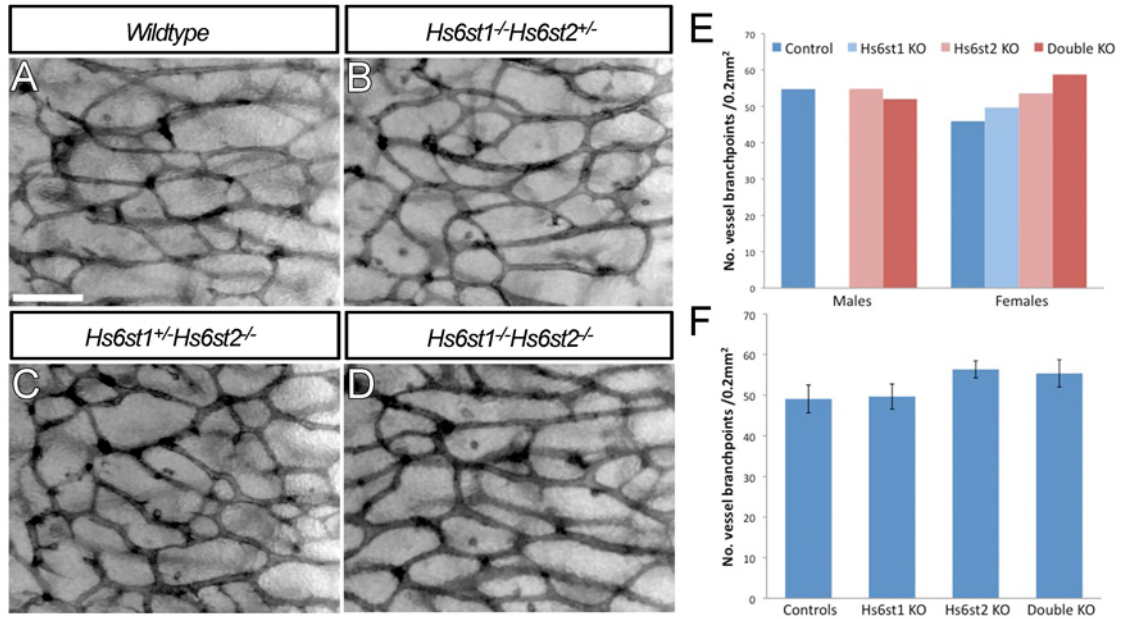 Wildtype
Hs6st1-/-Hs6st2+/-
A
B
Hs6st1+/-Hs6st2-/-
Hs6st1-/-Hs6st2-/-
C
D
E
No. vessel branchpoints /0.2mm²
70
60
50
40
30
20
10
0
Control
Hs6st1 KO
Hs6st2 KO
Double KO
Males
Females
F
No. vessel branchpoints /0.2mm²
70
60
50
40
30
20
10
0
Controls
Hs6st1 KO
Hs6st2 KO
Double KO